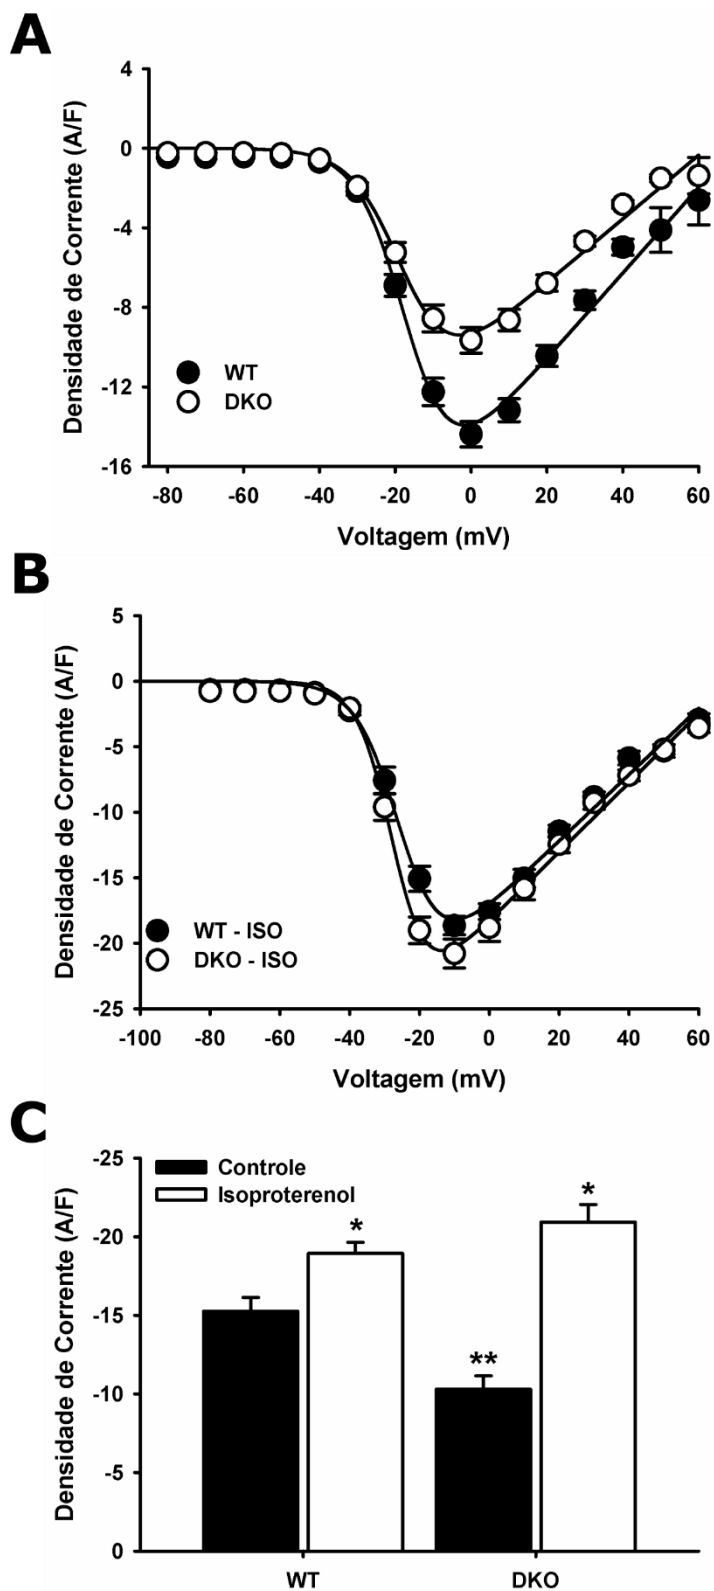 A
4
0
-4
-8
-12
-16
Densidade de Corrente (A/F)
WT
DKO
-80 -60 -40 -20 0 20 40 60
Voltagem (mV)
B
5
0
-5
-10
-15
-20
-25
Densidade de Corrente (A/F)
WT - ISO
DKO - ISO
-100 -80 -60 -40 -20 0 20 40 60
Voltagem (mV)
C
-25
-20
-15
-10
-5
0
Densidade de Corrente (A/F)
Controle
Isoproterenol
*
*
**
WT DKO